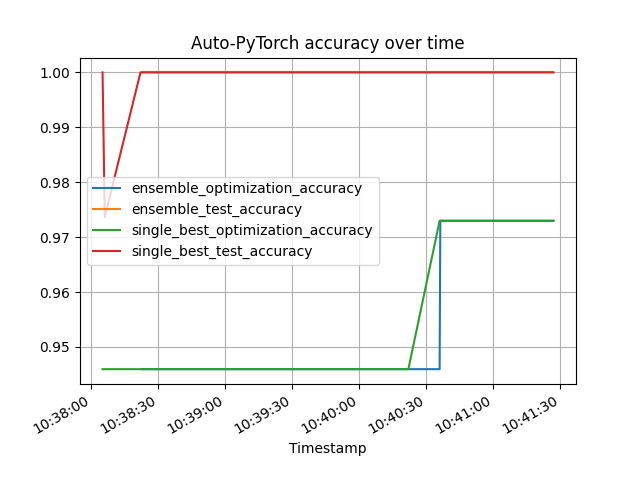 Auto-PyTorch accuracy over time
1.00
0.99
0.98
0.97
0.96
0.95
ensemble_optimization_accuracy
ensemble_test_accuracy
single_best_optimization_accuracy
single_best_test_accuracy
10:38:00
10:38:30
10:39:00
10:39:30
10:40:00
10:40:30
10:41:00
10:41:30
Timestamp